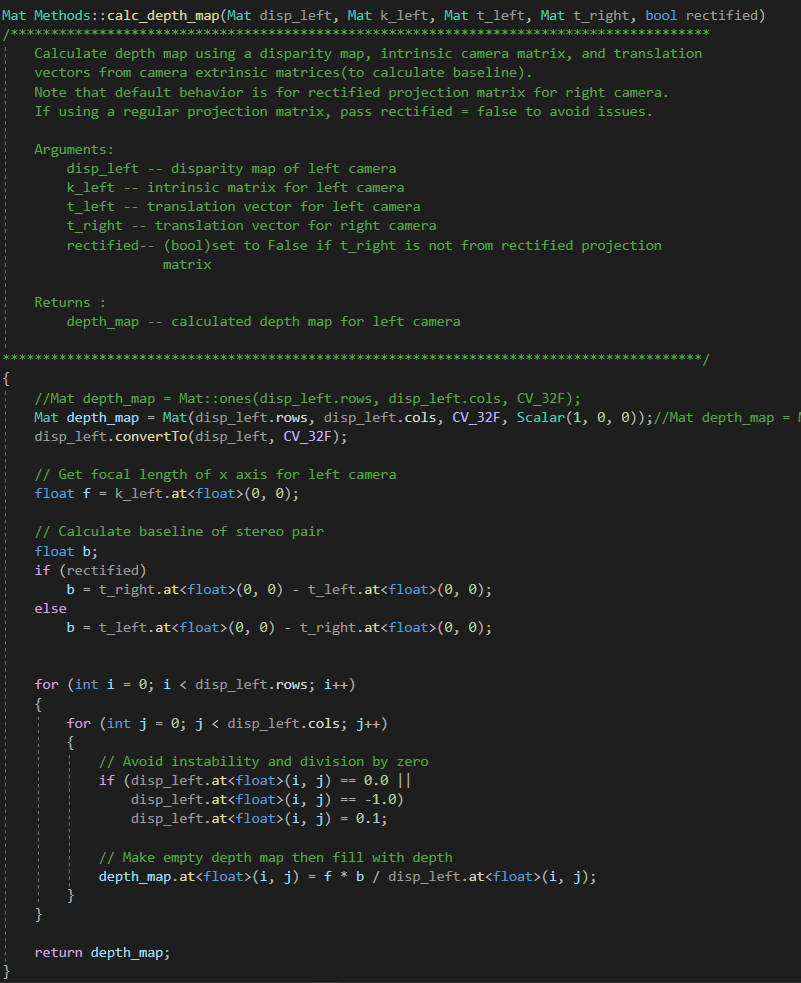 Mat Methods::calc_depth_map(Mat disp_left, Mat k_left, Mat t_left, Mat t_right, bool rectified)
/***************************************************************************************
    Calculate depth map using a disparity map, intrinsic camera matrix, and translation
    vectors from camera extrinsic matrices(to calculate baseline).
    Note that default behavior is for rectified projection matrix for right camera.
    If using a regular projection matrix, pass rectified = false to avoid issues.

    Arguments:
        disp_left -- disparity map of left camera
        k_left -- intrinsic matrix for left camera
        t_left -- translation vector for left camera
        t_right -- translation vector for right camera
        rectified-- (bool)set to False if t_right is not from rectified projection
                    matrix

    Returns :
        depth_map -- calculated depth map for left camera

***************************************************************************************/
{
    //Mat depth_map = Mat::ones(disp_left.rows, disp_left.cols, CV_32F);
    Mat depth_map = Mat(disp_left.rows, disp_left.cols, CV_32F, Scalar(1, 0, 0));//Mat depth_map =
    disp_left.convertTo(disp_left, CV_32F);

    // Get focal length of x axis for left camera
    float f = k_left.at<float>(0, 0);

    // Calculate baseline of stereo pair
    float b;
    if (rectified)
        b = t_right.at<float>(0, 0) - t_left.at<float>(0, 0);
    else
        b = t_left.at<float>(0, 0) - t_right.at<float>(0, 0);


    for (int i = 0; i < disp_left.rows; i++)
    {
        for (int j = 0; j < disp_left.cols; j++)
        {
            // Avoid instability and division by zero
            if (disp_left.at<float>(i, j) == 0.0 ||
                disp_left.at<float>(i, j) == -1.0)
                disp_left.at<float>(i, j) = 0.1;

            // Make empty depth map then fill with depth
            depth_map.at<float>(i, j) = f * b / disp_left.at<float>(i, j);
        }
    }

    return depth_map;
}